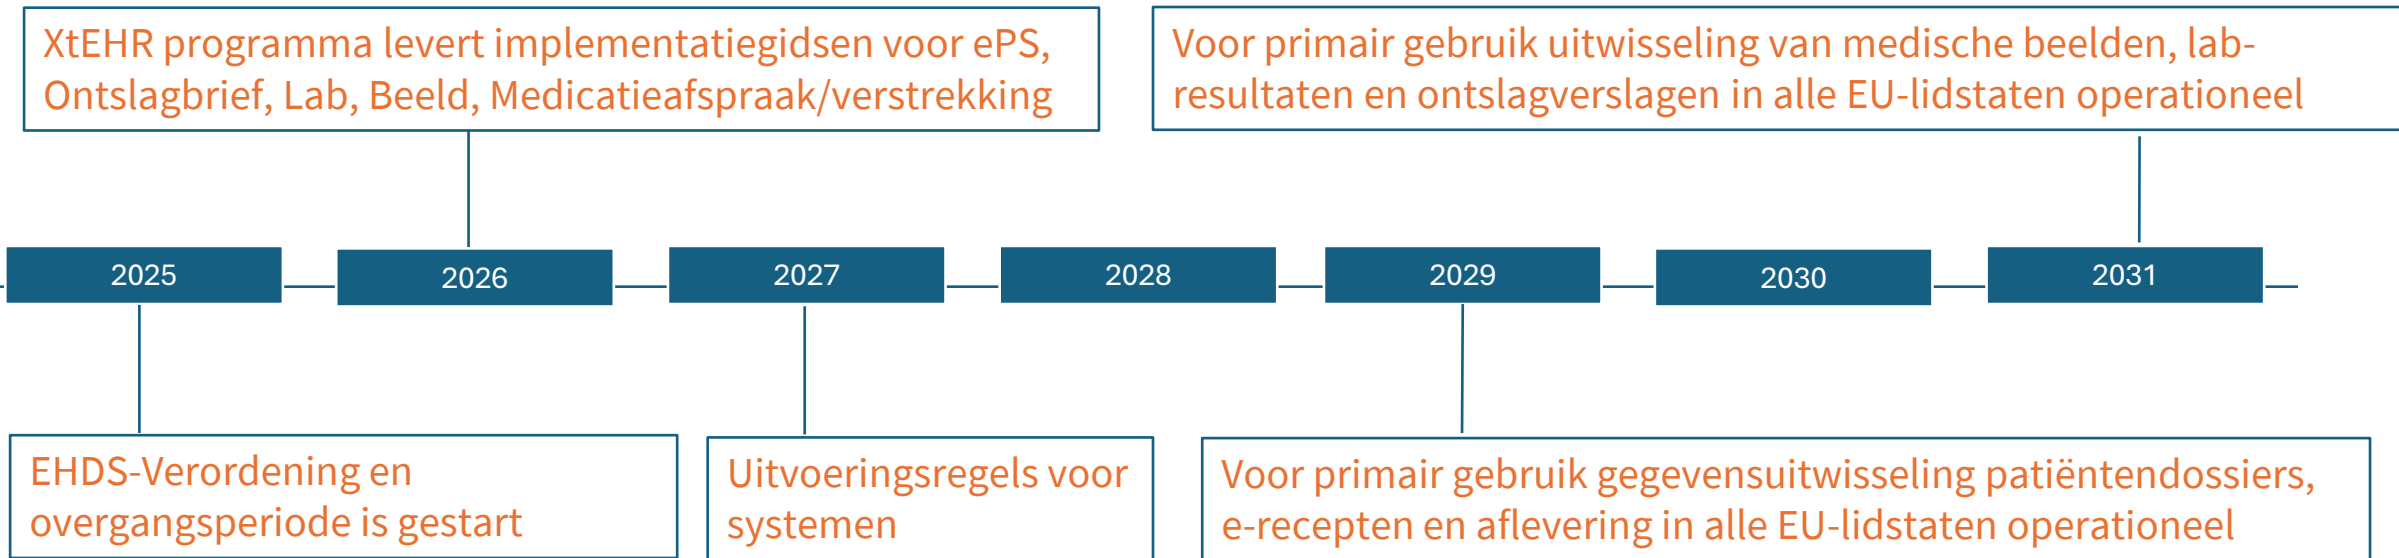 XtEHR programma levert implementatiegidsen voor ePS,
Ontslagbrief, Lab, Beeld, Medicatieafspraak/verstrekking
Voor primair gebruik uitwisseling van medische beelden, lab-
resultaten en ontslagverslagen in alle EU-lidstaten operationeel
2025
2026
2027
2028
2029
2030
2031
EHDS-Verordening en
overgangsperiode is gestart
Uitvoeringsregels voor
systemen
Voor primair gebruik gegevensuitwisseling patiëntendossiers,
e-recepten en aflevering in alle EU-lidstaten operationeel